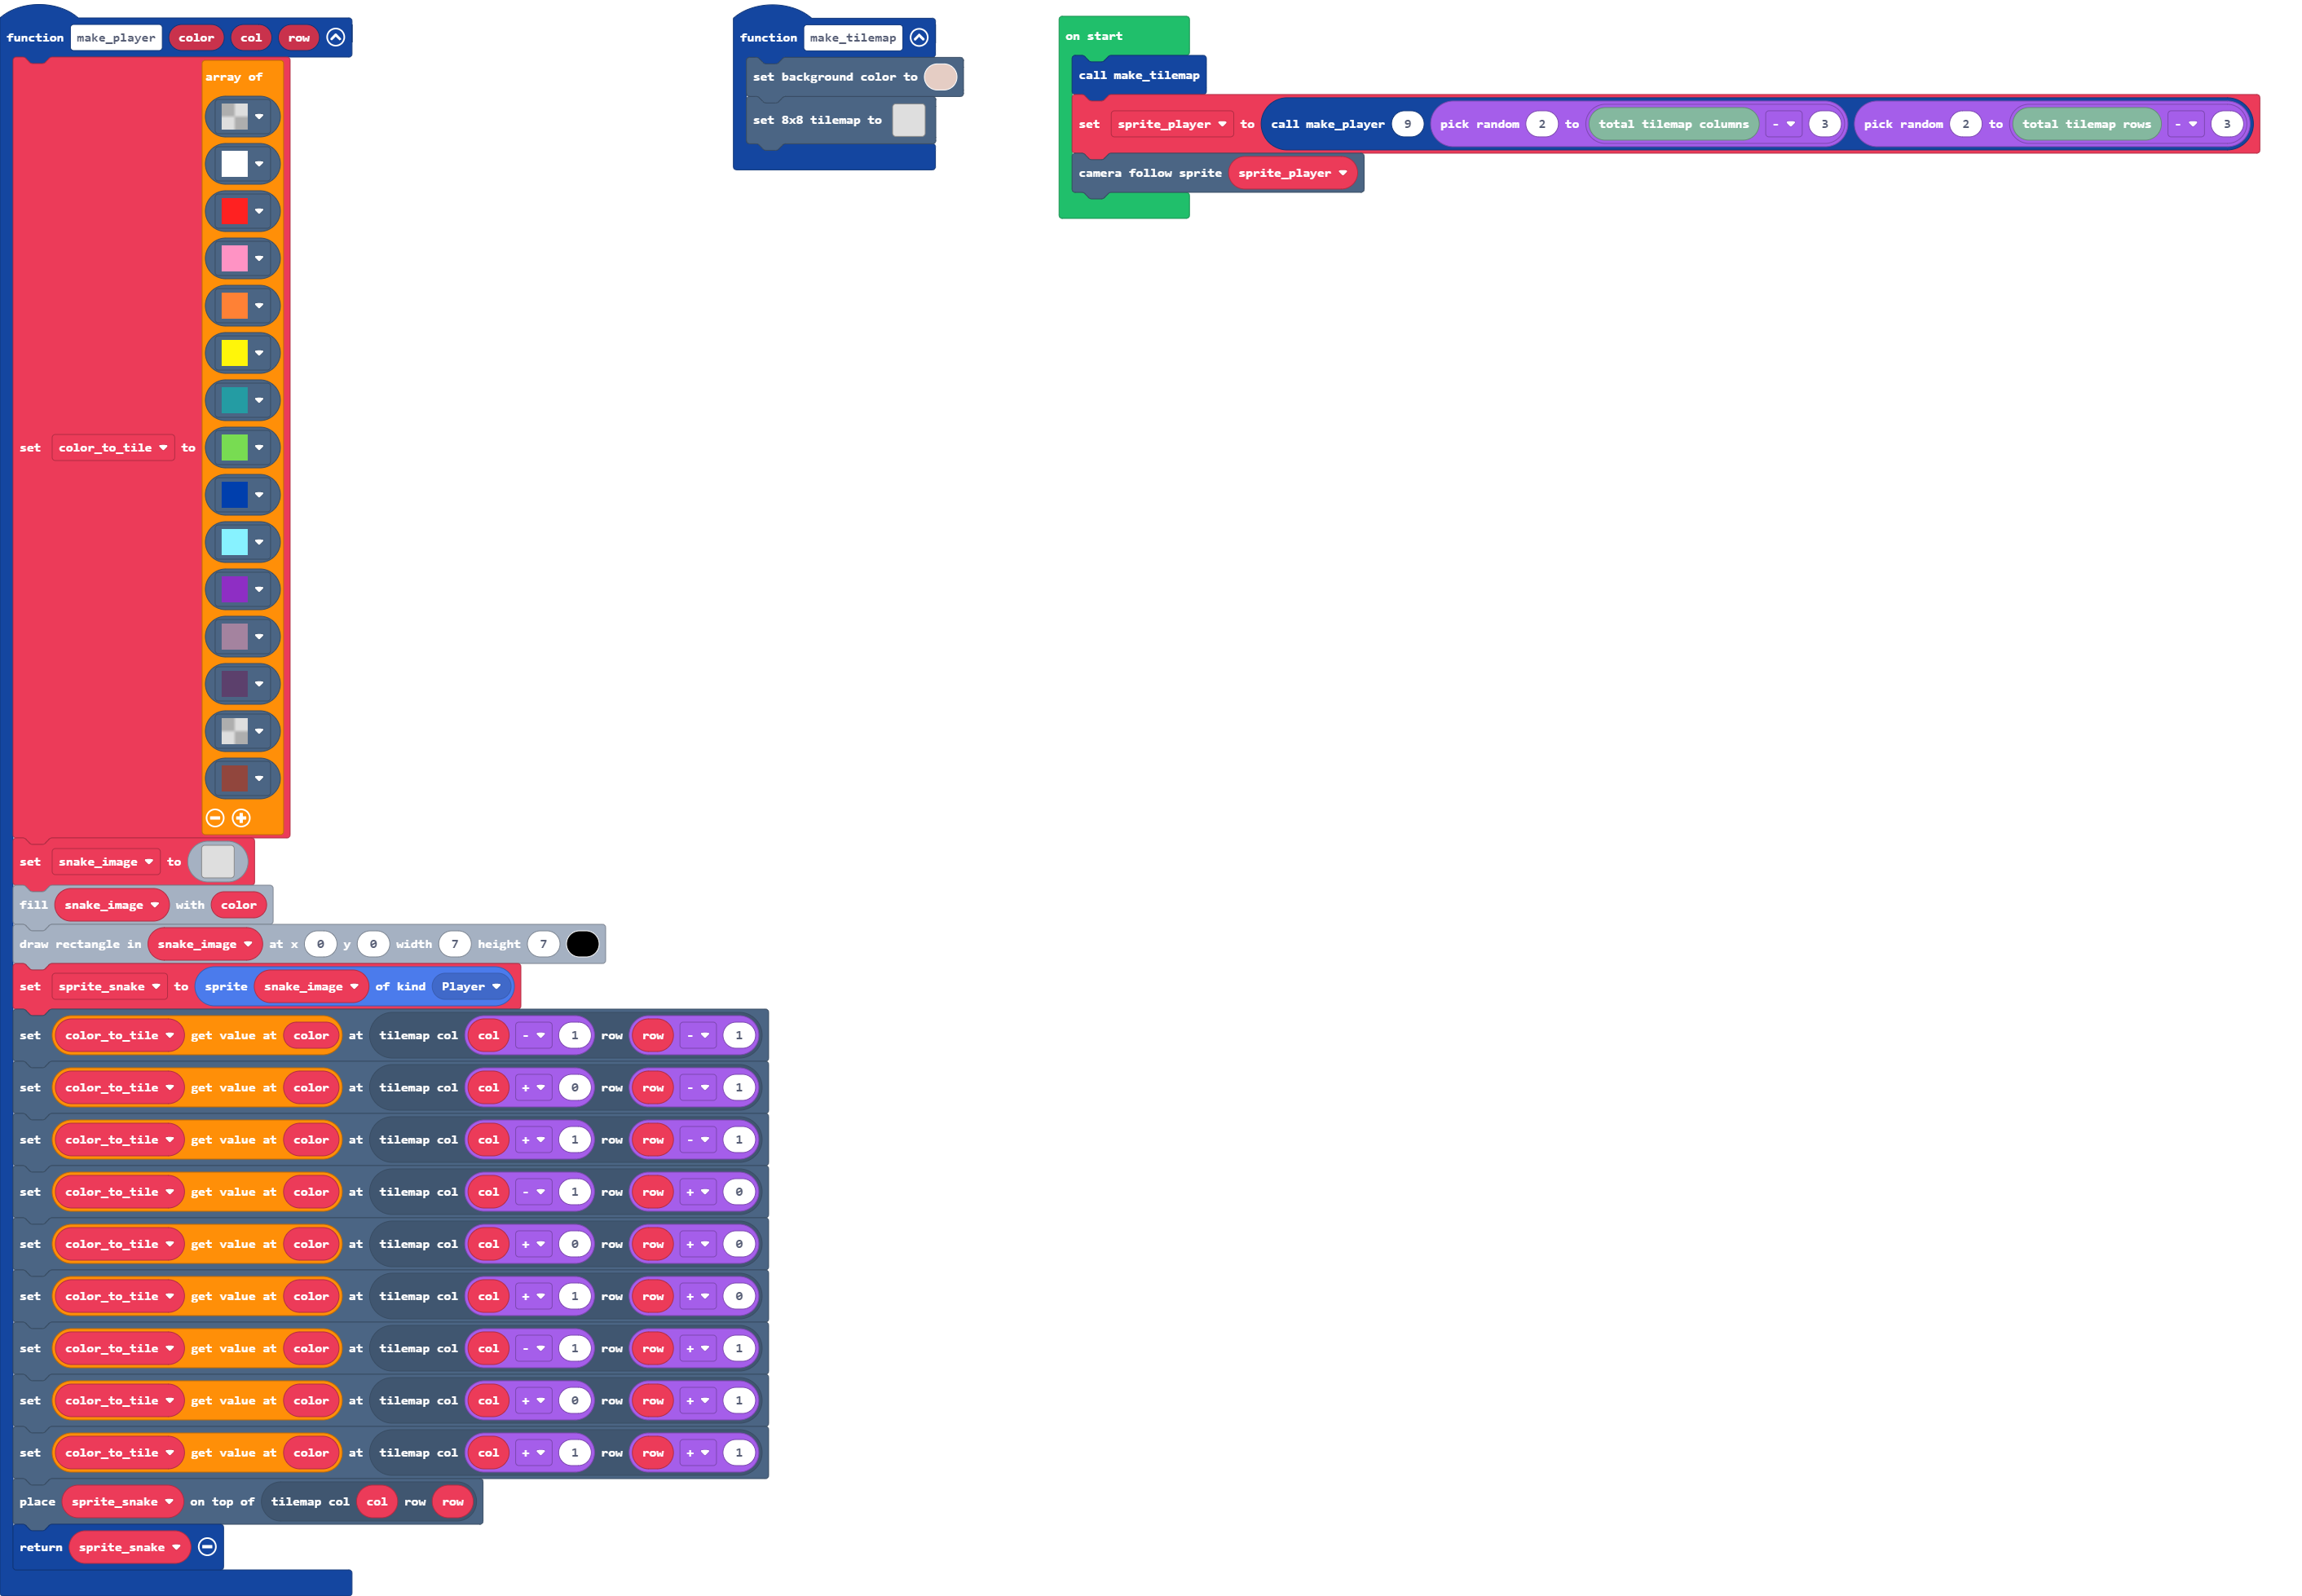 function make_player color col row
array of
set color_to_tile to
set snake_image to
fill snake_image with color
draw rectangle in snake_image at x 0 y 0 width 7 height 7
set sprite_snake to sprite snake_image of kind Player
set color_to_tile get value at color at tilemap col col - 1 row row - 1
set color_to_tile get value at color at tilemap col col + 0 row row - 1
set color_to_tile get value at color at tilemap col col + 1 row row - 1
set color_to_tile get value at color at tilemap col col - 1 row row + 0
set color_to_tile get value at color at tilemap col col + 0 row row + 0
set color_to_tile get value at color at tilemap col col + 1 row row + 0
set color_to_tile get value at color at tilemap col col - 1 row row + 1
set color_to_tile get value at color at tilemap col col + 0 row row + 1
set color_to_tile get value at color at tilemap col col + 1 row row + 1
place sprite_snake on top of tilemap col col row row
return sprite_snake
function make_tilemap
set background color to
set 8x8 tilemap to
on start
call make_tilemap
set sprite_player to call make_player 9 pick random 2 to total tilemap columns - 3 pick random 2 to total tilemap rows - 3
camera follow sprite sprite_player